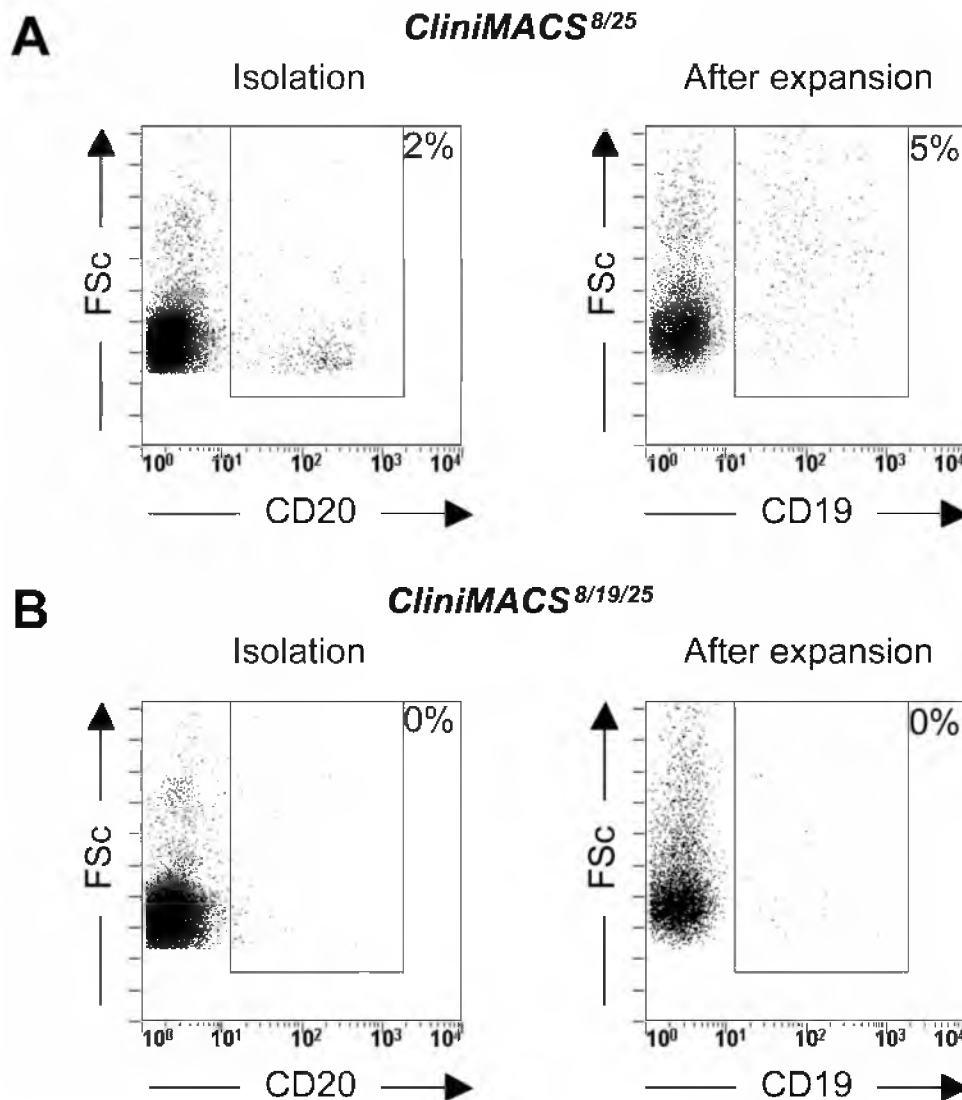 A
CliniMACS8/25
Isolation
After expansion
2%
5%
FSc
FSc
10⁰ 10¹ 10² 10³ 10⁴
10⁰ 10¹ 10² 10³ 10⁴
CD20
CD19
B
CliniMACS8/19/25
Isolation
After expansion
0%
0%
FSc
FSc
10⁰ 10¹ 10² 10³ 10⁴
10⁰ 10¹ 10² 10³ 10⁴
CD20
CD19